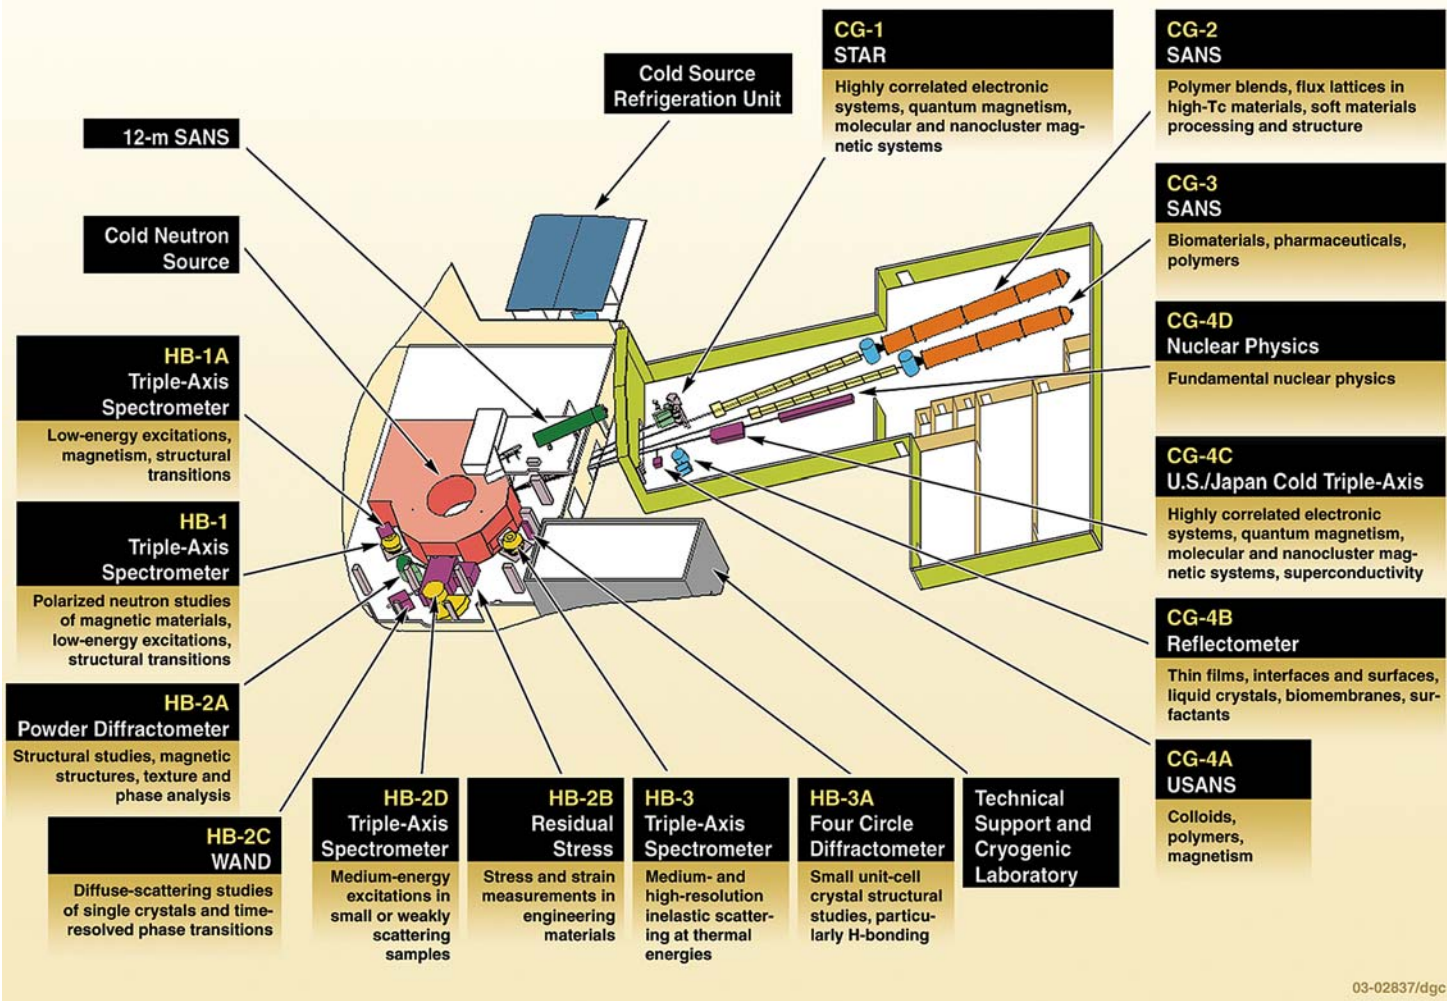 CG-1
STAR
Highly correlated electronic
systems, quantum magnetism,
molecular and nanocluster mag-
netic systems
CG-2
SANS
Polymer blends, flux lattices in
high-Tc materials, soft materials
processing and structure
Cold Source
Refrigeration Unit
12-m SANS
CG-3
SANS
Biomaterials, pharmaceuticals,
polymers
Cold Neutron
Source
CG-4D
Nuclear Physics
Fundamental nuclear physics
HB-1A
Triple-Axis
Spectrometer
Low-energy excitations,
magnetism, structural
transitions
CG-4C
U.S./Japan Cold Triple-Axis
Highly correlated electronic
systems, quantum magnetism,
molecular and nanocluster mag-
netic systems, superconductivity
HB-1
Triple-Axis
Spectrometer
Polarized neutron studies
of magnetic materials,
low-energy excitations,
structural transitions
CG-4B
Reflectometer
Thin films, interfaces and surfaces,
liquid crystals, biomembranes, sur-
factants
HB-2A
Powder Diffractometer
Structural studies, magnetic
structures, texture and
phase analysis
CG-4A
USANS
Colloids,
polymers,
magnetism
HB-2C
WAND
Diffuse-scattering studies
of single crystals and time-
resolved phase transitions
HB-2D
Triple-Axis
Spectrometer
Medium-energy
excitations in
small or weakly
scattering
samples
HB-2B
Residual
Stress
Stress and strain
measurements in
engineering
materials
HB-3
Triple-Axis
Spectrometer
Medium- and
high-resolution
inelastic scatter-
ing at thermal
energies
HB-3A
Four Circle
Diffractometer
Small unit-cell
crystal structural
studies, particu-
larly H-bonding
Technical
Support and
Cryogenic
Laboratory
03-02837/dgc